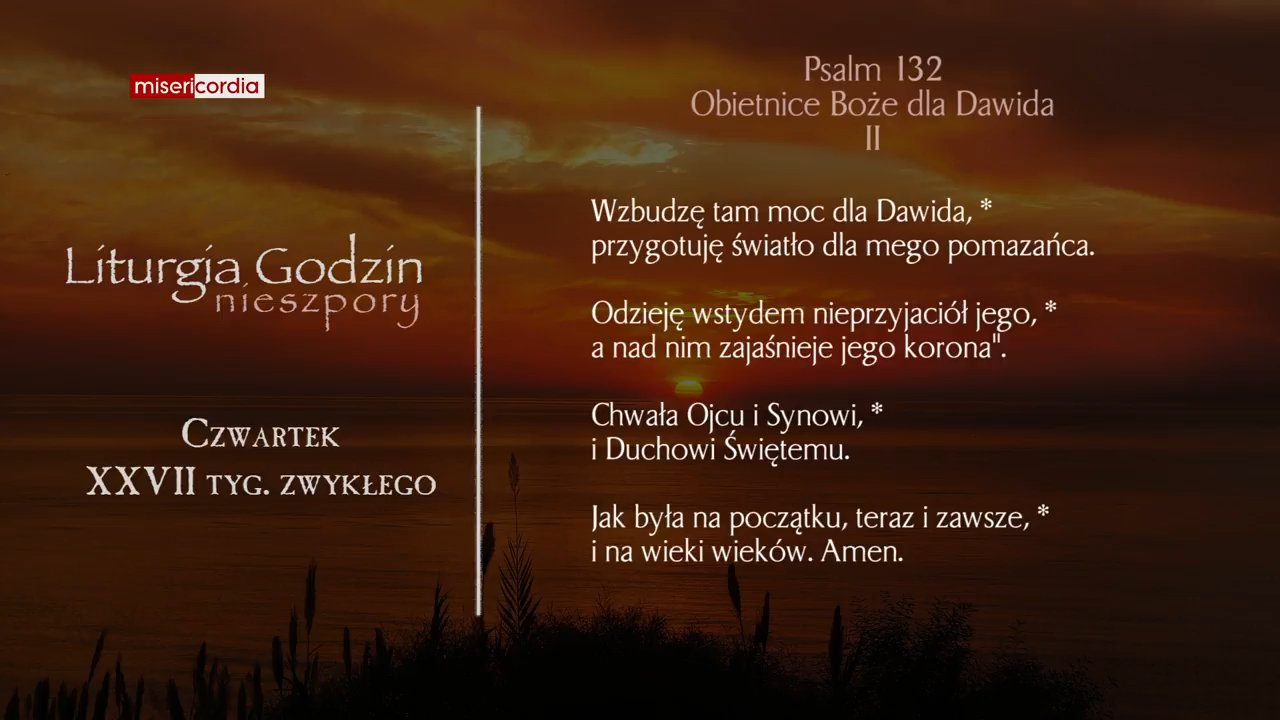 misericordia
Liturgia Godzin
nieszpory
Czwartek
XXVII tyg. zwykłego
Psalm 132
Obietnice Boże dla Dawida
II
Wzbudzę tam moc dla Dawida, *
przygotuję światło dla mego pomazańca.
Odzieję wstydem nieprzyjaciół jego, *
a nad nim zajaśnieje jego korona".
Chwała Ojcu i Synowi, *
i Duchowi Świętemu.
Jak była na początku, teraz i zawsze, *
i na wieki wieków. Amen.